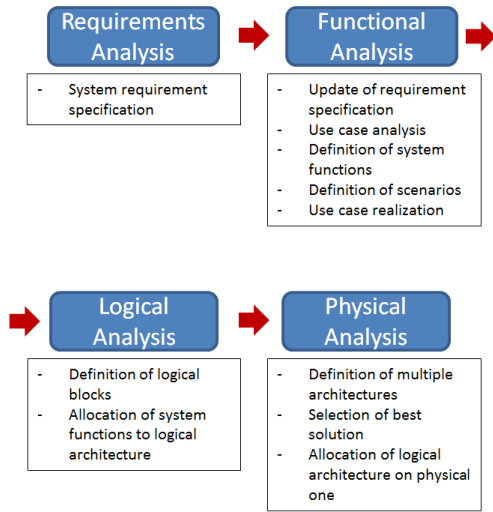 Requirements
Analysis
- System requirement
specification
Functional
Analysis
- Update of requirement
specification
- Use case analysis
- Definition of system
functions
- Definition of scenarios
- Use case realization
Logical
Analysis
- Definition of logical
blocks
- Allocation of system
functions to logical
architecture
Physical
Analysis
- Definition of multiple
architectures
- Selection of best
solution
- Allocation of logical
architecture on physical
one